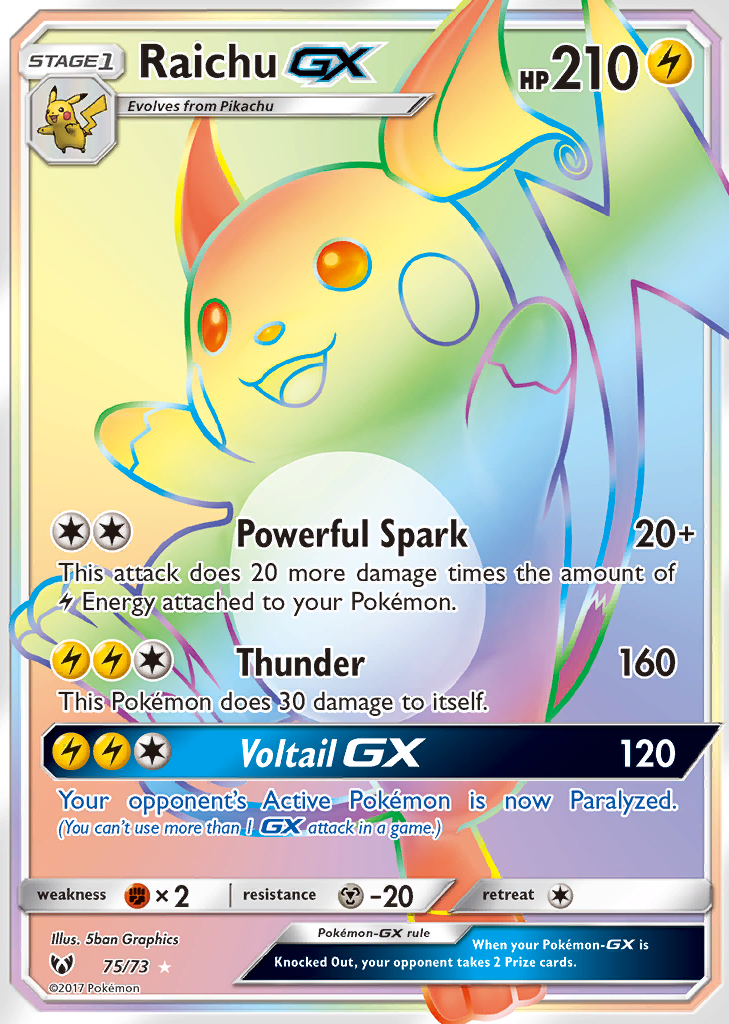 STAGE1
Raichu GX
HP210
Evolves from Pikachu
Powerful Spark 20+
This attack does 20 more damage times the amount of
Energy attached to your Pokémon.
Thunder 160
This Pokémon does 30 damage to itself.
Voltail GX 120
Your opponent's Active Pokémon is now Paralyzed.
(You can't use more than 1 GX attack in a game.)
weakness ×2 resistance -20 retreat
Illus. 5ban Graphics
75/73
©2017 Pokémon
Pokémon-GX rule
When your Pokémon-GX is
Knocked Out, your opponent takes 2 Prize cards.